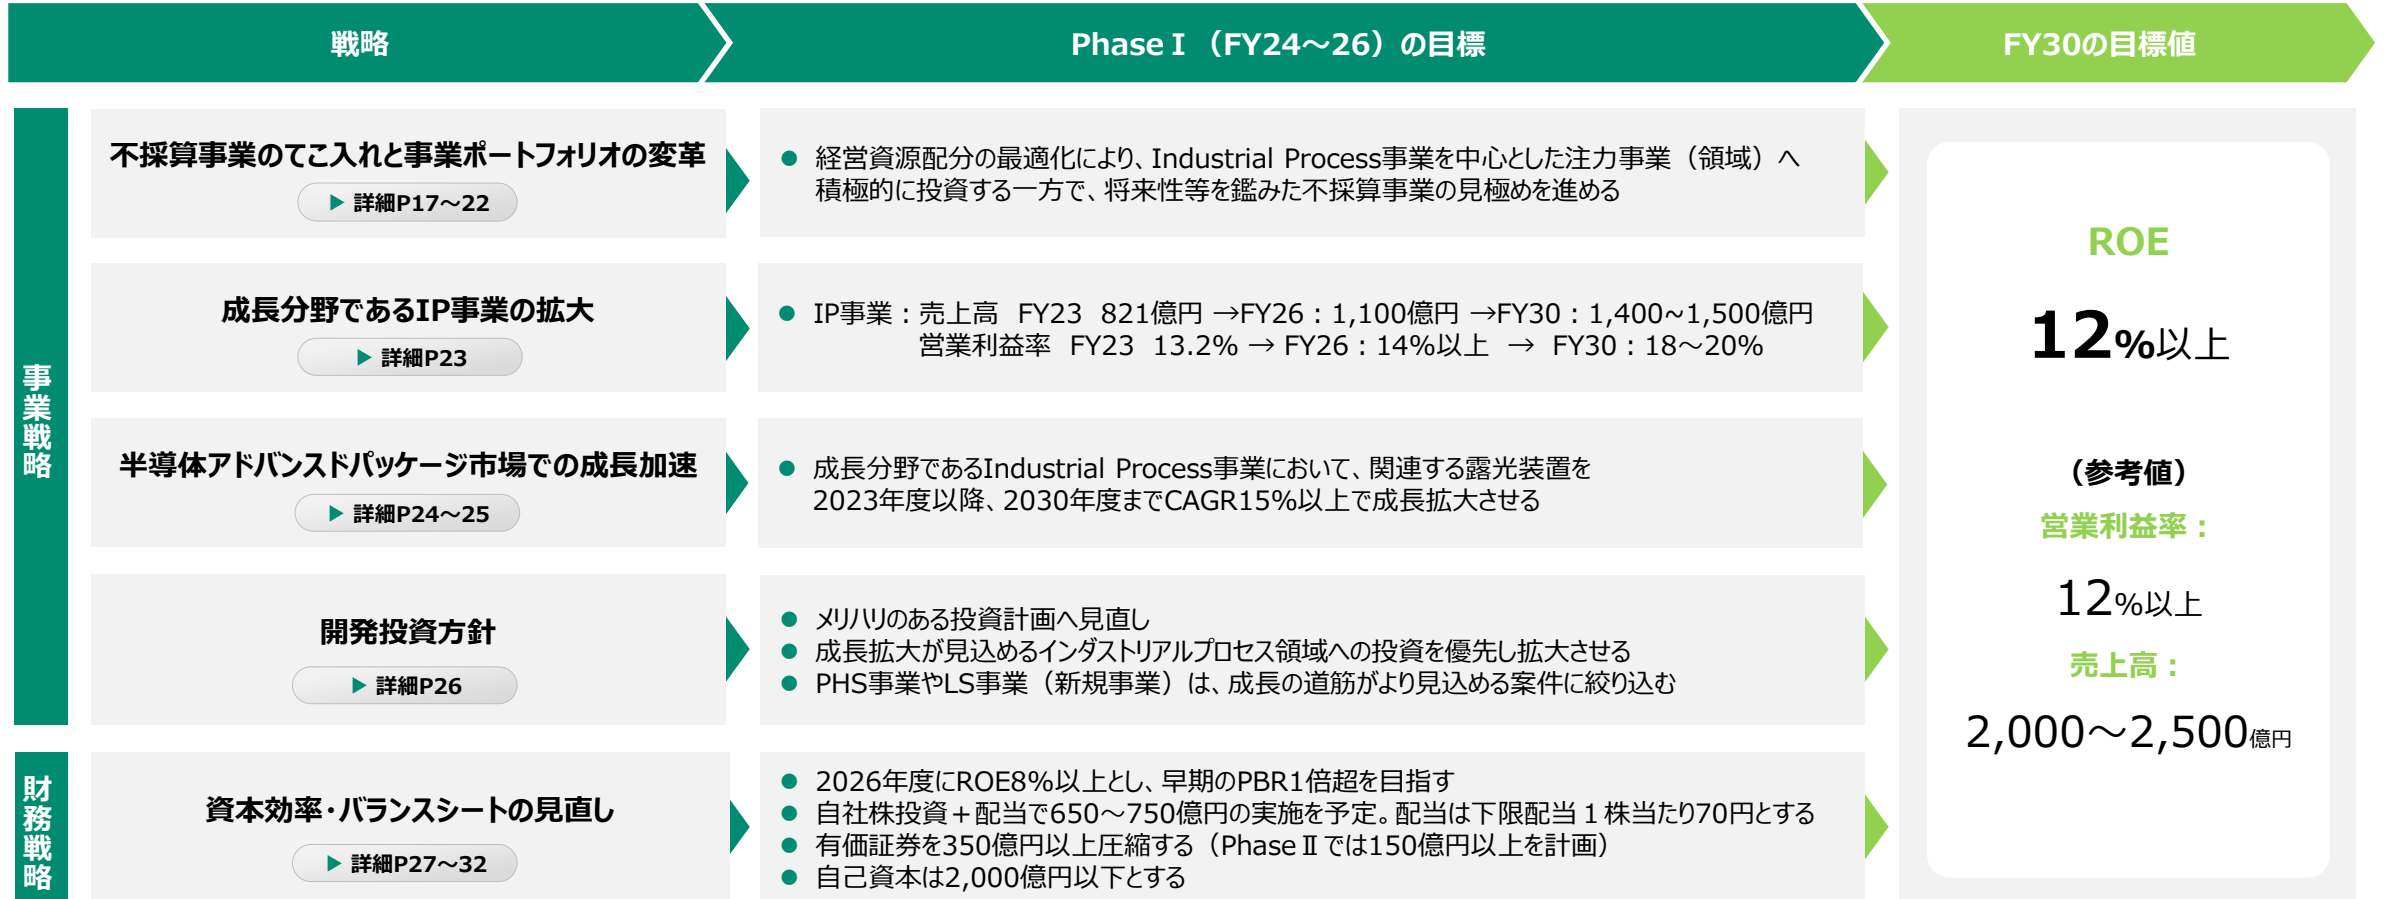 戦略
PhaseⅠ（FY24～26）の目標
FY30の目標値
事業戦略
不採算事業のてこ入れと事業ポートフォリオの変革
▶ 詳細P17～22
● 経営資源配分の最適化により、Industrial Process事業を中心とした注力事業（領域）へ
積極的に投資する一方で、将来性等を鑑みた不採算事業の見極めを進める
成長分野であるIP事業の拡大
▶ 詳細P23
● IP事業：売上高 FY23 821億円 →FY26：1,100億円 →FY30：1,400~1,500億円
営業利益率 FY23 13.2% → FY26：14%以上 → FY30：18～20%
半導体アドバンスドパッケージ市場での成長加速
▶ 詳細P24～25
● 成長分野であるIndustrial Process事業において、関連する露光装置を
2023年度以降、2030年度までCAGR15%以上で成長拡大させる
開発投資方針
▶ 詳細P26
● メリハリのある投資計画へ見直し
● 成長拡大が見込めるインダストリアルプロセス領域への投資を優先し拡大させる
● PHS事業やLS事業（新規事業）は、成長の道筋がより見込める案件に絞り込む
財務戦略
資本効率・バランスシートの見直し
▶ 詳細P27～32
● 2026年度にROE8%以上とし、早期のPBR1倍超を目指す
● 自社株投資＋配当で650～750億円の実施を予定。配当は下限配当１株当たり70円とする
● 有価証券を350億円以上圧縮する（PhaseⅡでは150億円以上を計画）
● 自己資本は2,000億円以下とする
ROE
12%以上
（参考値）
営業利益率：
12%以上
売上高：
2,000～2,500億円